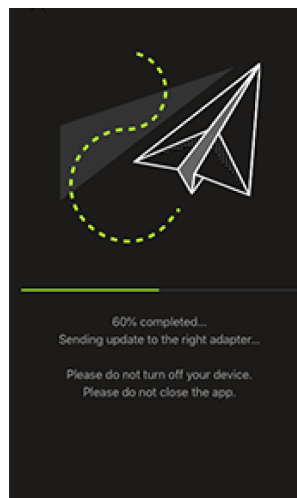 60% completed...
Sending update to the right adapter...
Please do not turn off your device.
Please do not close the app.